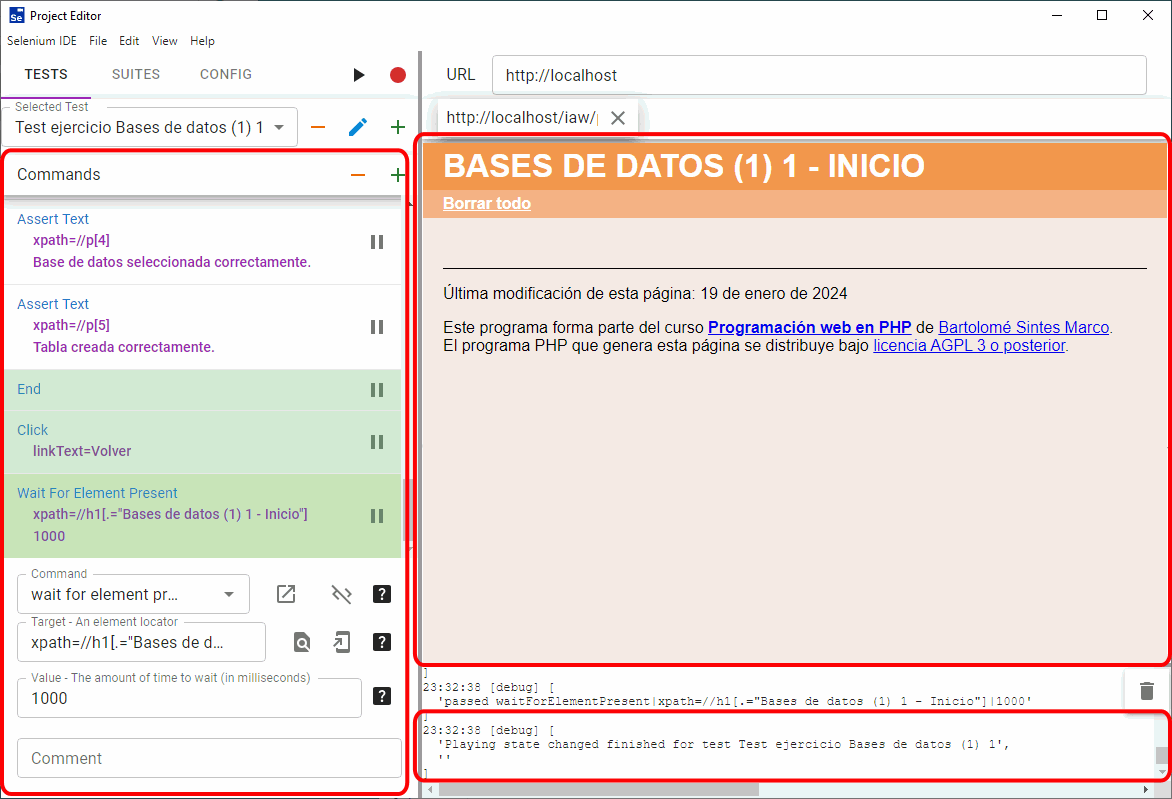 Se Project Editor
Selenium IDE File Edit View Help
TESTS SUITES CONFIG
Selected Test
Test ejercicio Bases de datos (1) 1
Commands
Assert Text
xpath=//p[4]
Base de datos seleccionada correctamente.
Assert Text
xpath=//p[5]
Tabla creada correctamente.
End
Click
linkText=Volver
Wait For Element Present
xpath=//h1[.="Bases de datos (1) 1 - Inicio"]
1000
Command
wait for element pr...
?
Target - An element locator
xpath=//h1[.="Bases de d...
?
Value - The amount of time to wait (in milliseconds)
1000
?
Comment
URL http://localhost
http://localhost/iaw/
BASES DE DATOS (1) 1 - INICIO
Borrar todo
Última modificación de esta página: 19 de enero de 2024
Este programa forma parte del curso Programación web en PHP de Bartolomé Sintes Marco.
El programa PHP que genera esta página se distribuye bajo licencia AGPL 3 o posterior.
]
23:32:38 [debug] [
'passed waitForElementPresent|xpath=//h1[.="Bases de datos (1) 1 - Inicio"]|1000'
]
23:32:38 [debug] [
'Playing state changed finished for test Test ejercicio Bases de datos (1) 1',
''
]